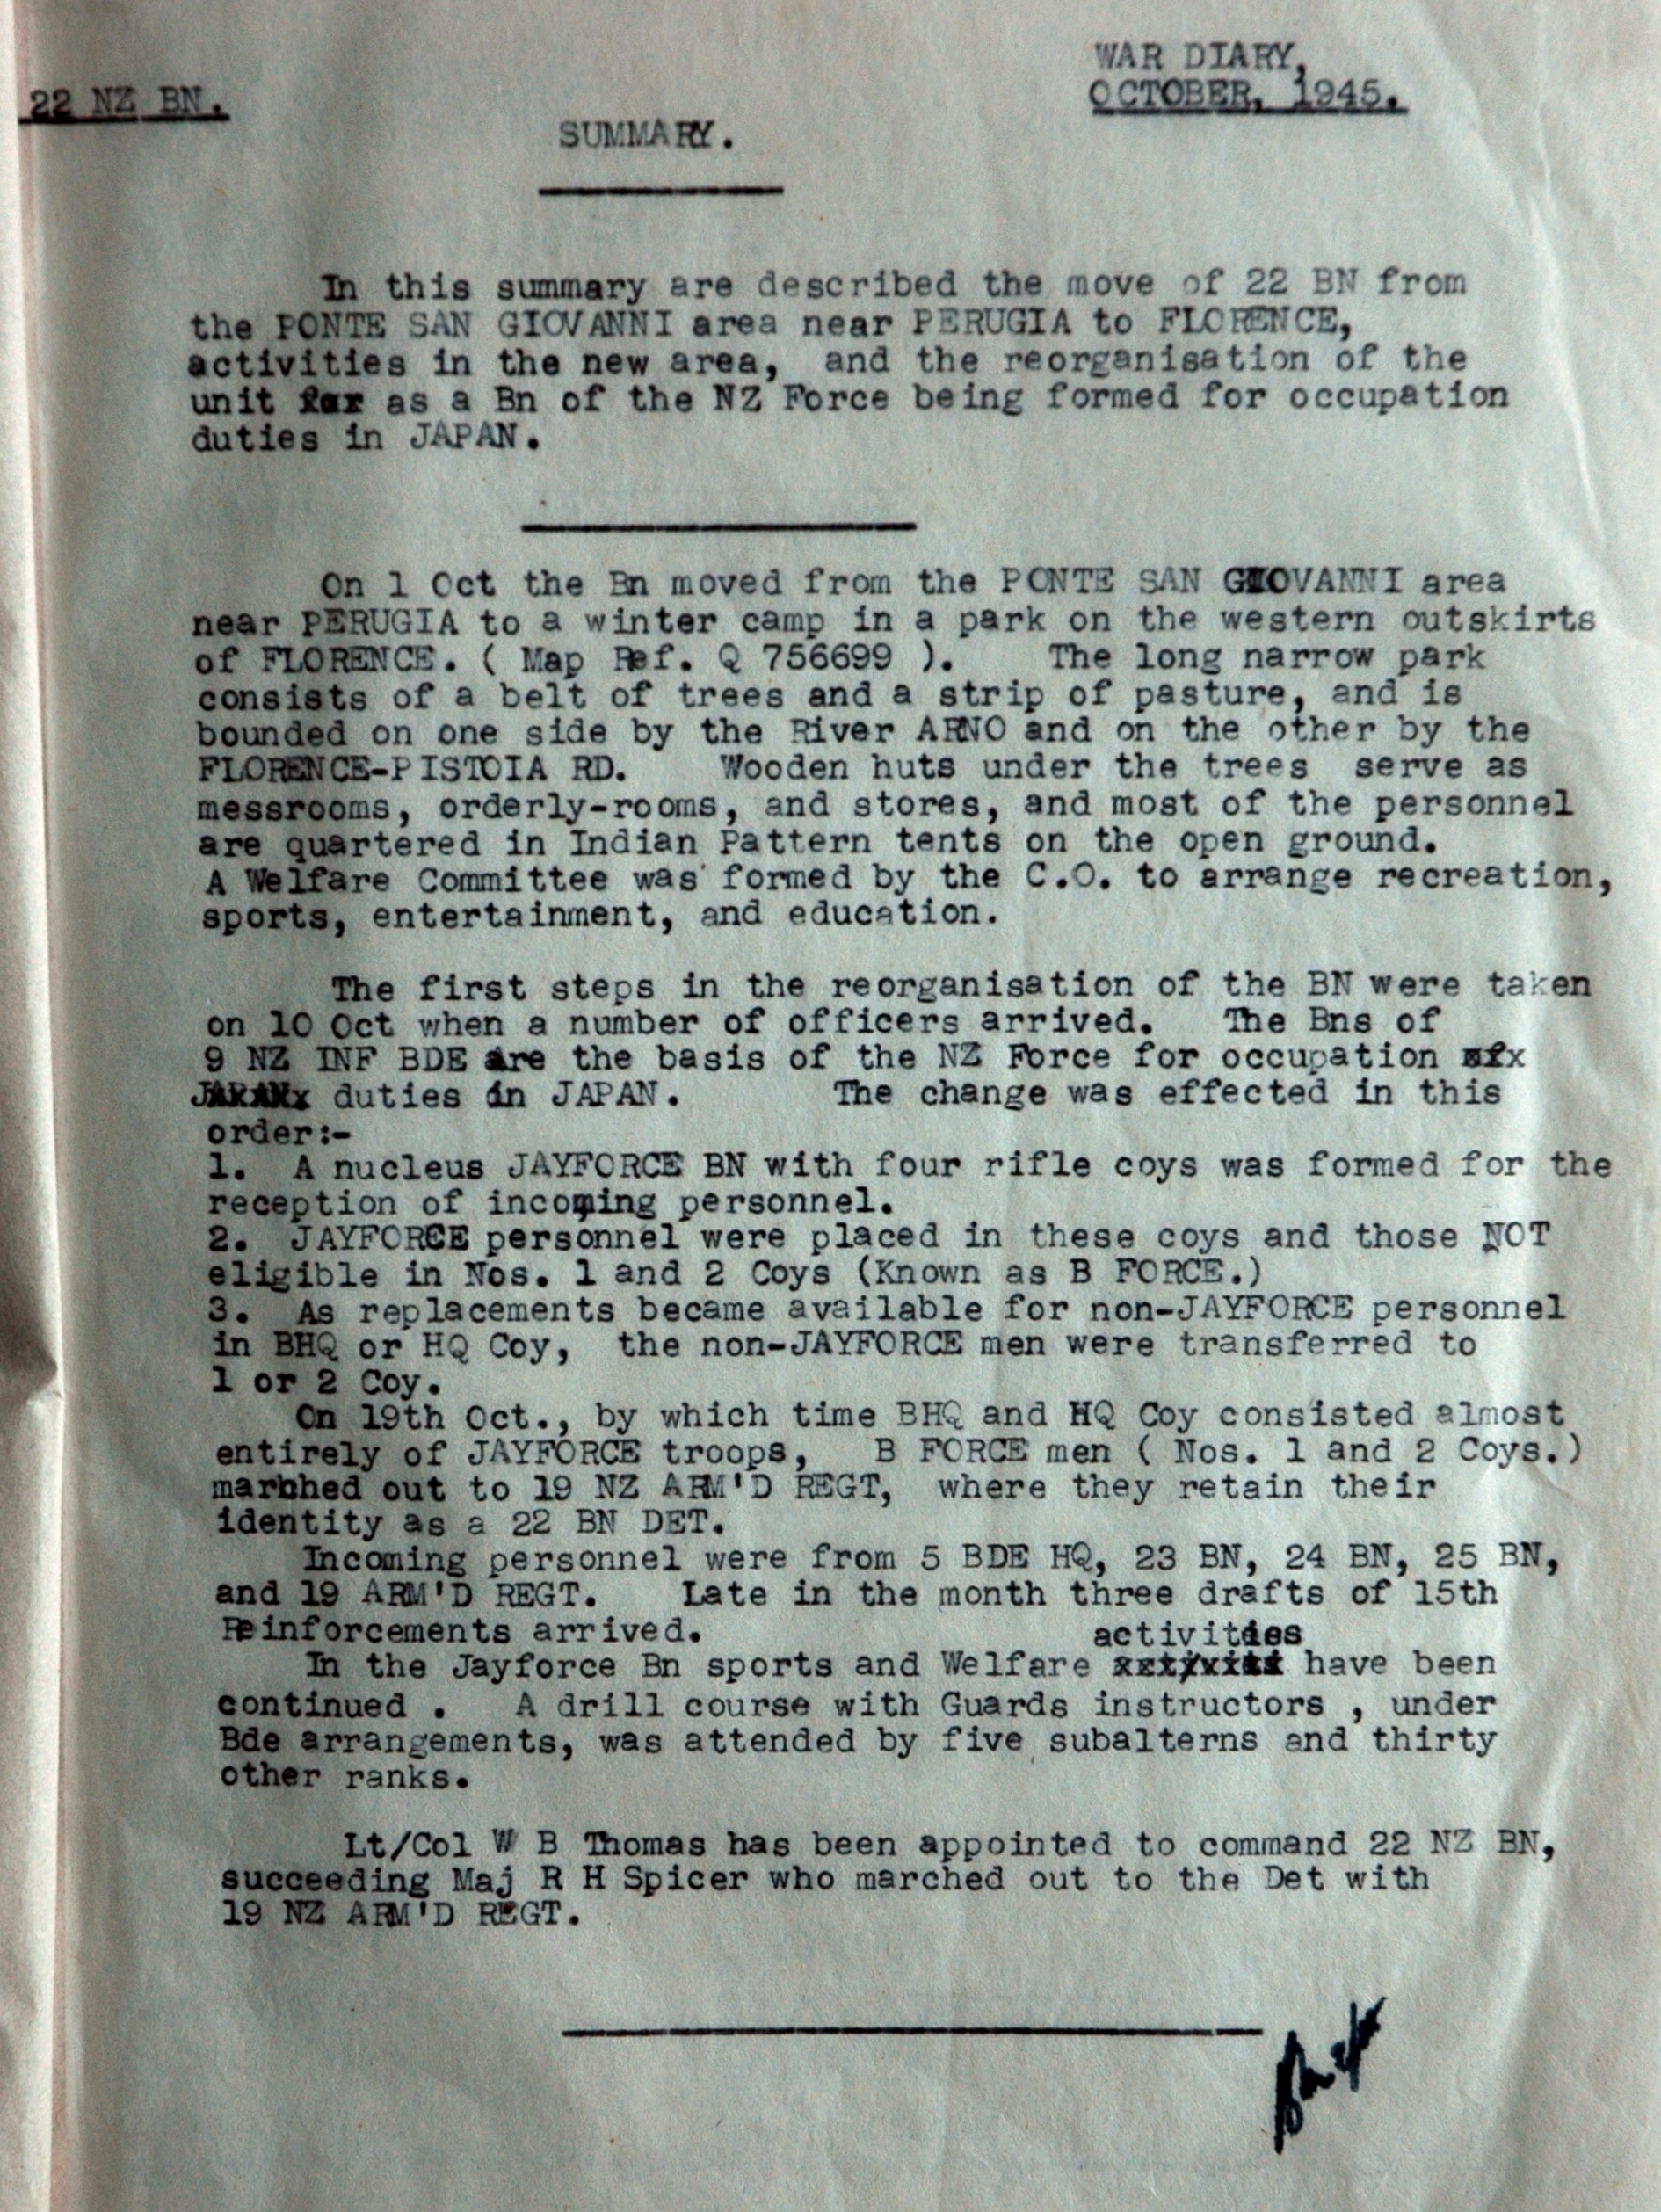 WAR DIARY,
22 NZ BN.
OCTOBER, 1945.
SUMMARY.
In this summary are described the move of 22 BN from
the PONTE SAN GIOVANNI area near PERUGIA to FLORENCE,
activities in the new area, and the reorganisation of the
unit as a Bn of the NZ Force being formed for occupation
duties in JAPAN.
On 1 Oct the Bn moved from the PONTE SAN GIOVANNI area
near PERUGIA to a winter camp in a park on the western outskirts
of FLORENCE. ( Map Ref. Q 756699 ). The long narrow park
consists of a belt of trees and a strip of pasture, and is
bounded on one side by the River ARNO and on the other by the
FLORENCE-PISTOIA RD. Wooden huts under the trees serve as
messrooms, orderly-rooms, and stores, and most of the personnel
are quartered in Indian Pattern tents on the open ground.
A Welfare Committee was formed by the C.O. to arrange recreation,
sports, entertainment, and education.
The first steps in the reorganisation of the BN were taken
on 10 Oct when a number of officers arrived. The Bns of
9 NZ INF BDE are the basis of the NZ Force for occupation
duties in JAPAN. The change was effected in this
order:-
1. A nucleus JAYFORCE BN with four rifle coys was formed for the
reception of incoming personnel.
2. JAYFORCE personnel were placed in these coys and those NOT
eligible in Nos. 1 and 2 Coys (Known as B FORCE.)
3. As replacements became available for non-JAYFORCE personnel
in BHQ or HQ Coy, the non-JAYFORCE men were transferred to
1 or 2 Coy.
On 19th Oct., by which time BHQ and HQ Coy consisted almost
entirely of JAYFORCE troops, B FORCE men ( Nos. 1 and 2 Coys.)
marched out to 19 NZ ARM'D REGT, where they retain their
identity as a 22 BN DET.
Incoming personnel were from 5 BDE HQ, 23 BN, 24 BN, 25 BN,
and 19 ARM'D REGT. Late in the month three drafts of 15th
Reinforcements arrived.
activities
In the Jayforce Bn sports and Welfare have been
continued . A drill course with Guards instructors , under
Bde arrangements, was attended by five subalterns and thirty
other ranks.
Lt/Col W B Thomas has been appointed to command 22 NZ BN,
succeeding Maj R H Spicer who marched out to the Det with
19 NZ ARM'D REGT.